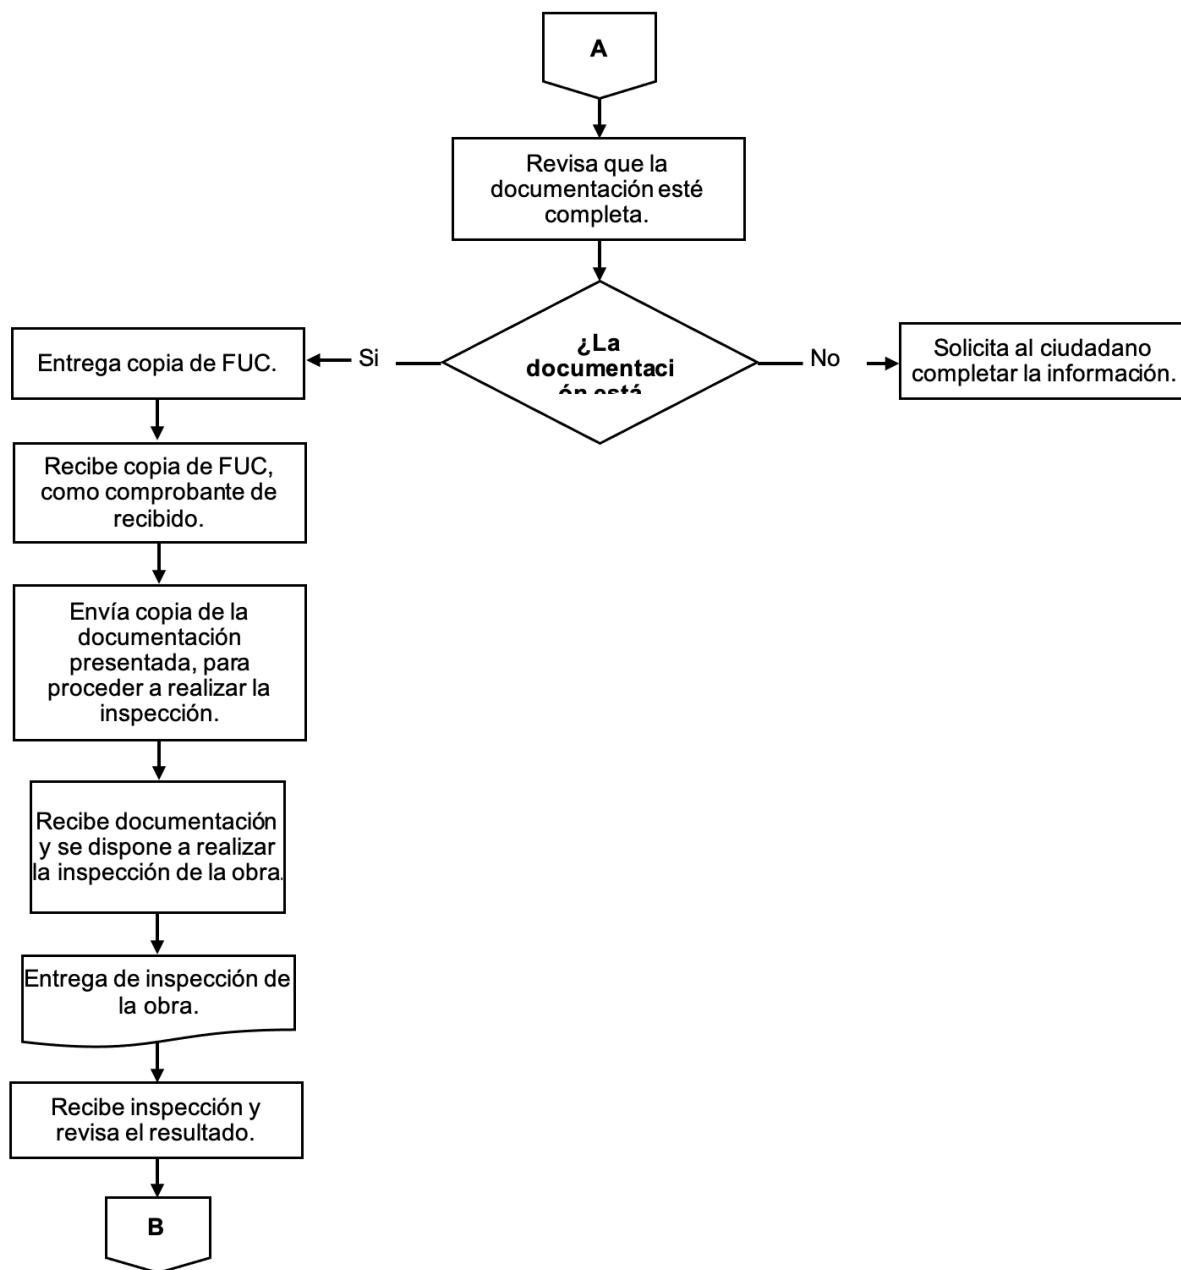 A
Revisa que la
documentación esté
completa.
¿La
documentaci
ón está
Si
No
Entrega copia de FUC.
Solicita al ciudadano
completar la información.
Recibe copia de FUC,
como comprobante de
recibido.
Envía copia de la
documentación
presentada, para
proceder a realizar la
inspección.
Recibe documentación
y se dispone a realizar
la inspección de la obra.
Entrega de inspección de
la obra.
Recibe inspección y
revisa el resultado.
B